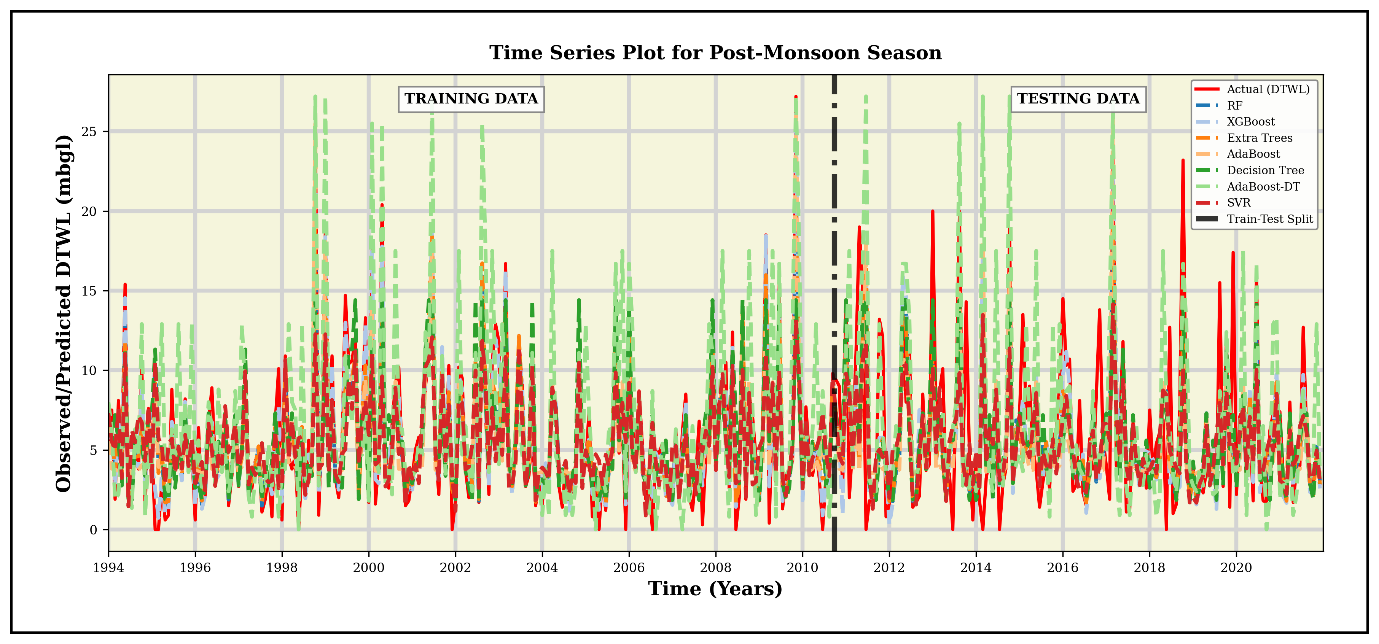 Time Series Plot for Post-Monsoon Season
TRAINING DATA
TESTING DATA
Actual (DTWL)
RF
XGBoost
Extra Trees
AdaBoost
Decision Tree
AdaBoost-DT
SVR
Train-Test Split
Observed/Predicted DTWL (mbgl)
25
20
15
10
5
0
1994 1996 1998 2000 2002 2004 2006 2008 2010 2012 2014 2016 2018 2020
Time (Years)